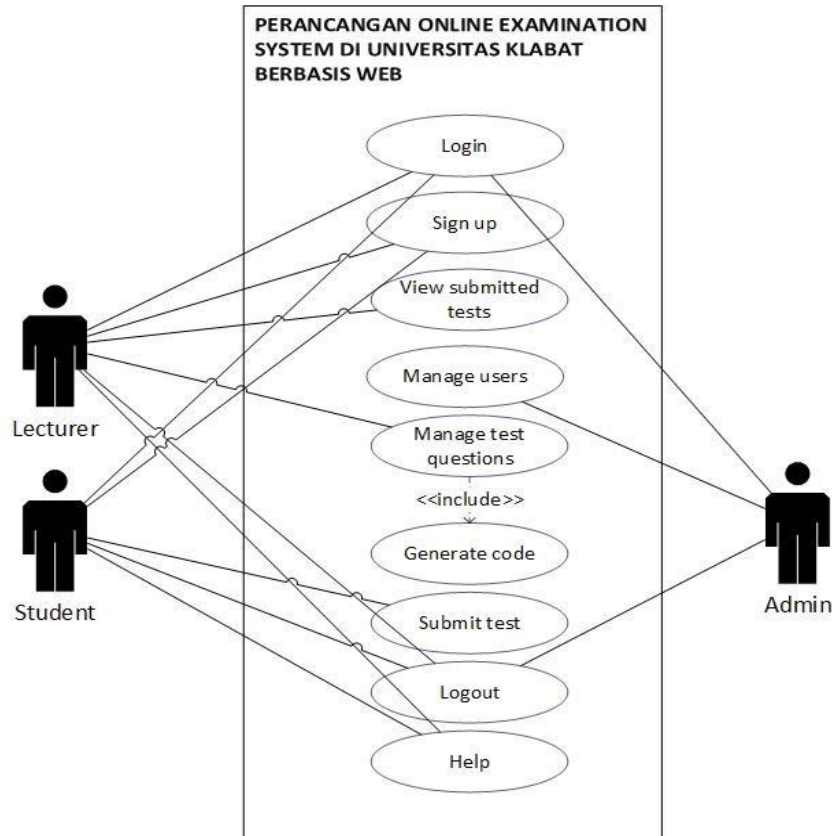 PERANCANGAN ONLINE EXAMINATION
SYSTEM DI UNIVERSITAS KLABAT
BERBASIS WEB
Login
Sign up
View submitted
tests
Manage users
Lecturer
Manage test
questions
<<include>>
Generate code
Student
Admin
Submit test
Logout
Help